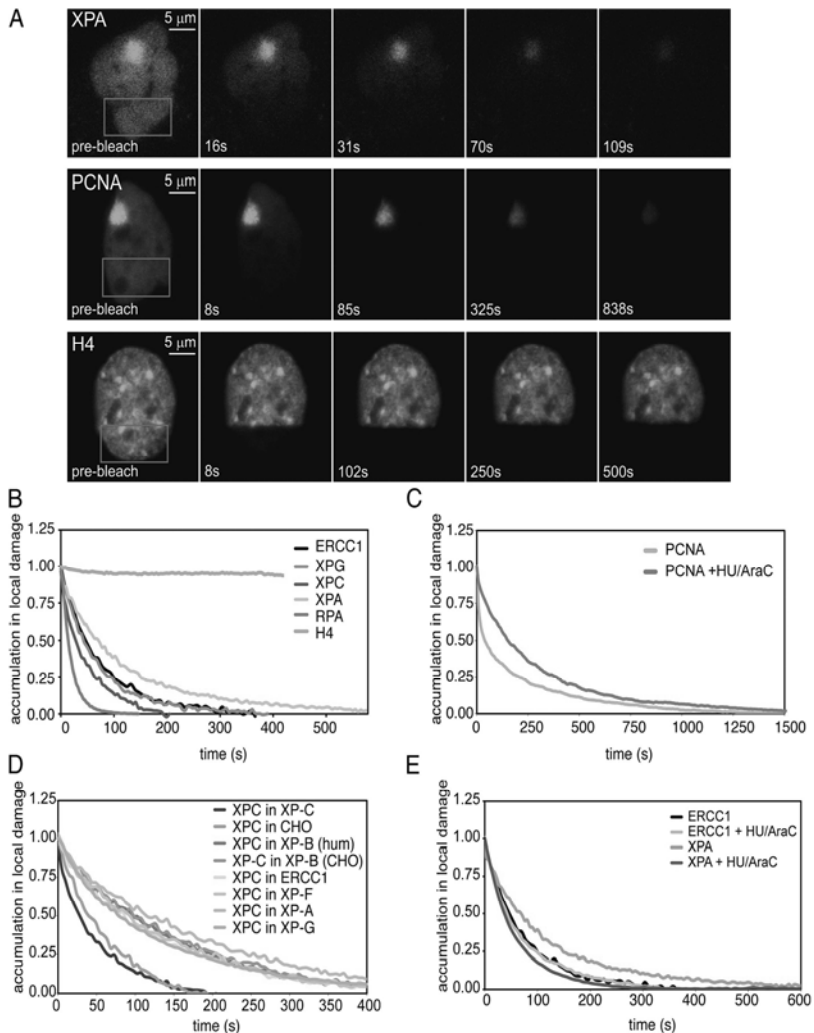 A
XPA
5 μm
pre-bleach
16s
31s
70s
109s
PCNA
5 μm
pre-bleach
8s
85s
325s
838s
H4
5 μm
pre-bleach
8s
102s
250s
500s
B
accumulation in local damage
1.25
1.00
0.75
0.50
0.25
0.00
0 100 200 300 400 500
time (s)
ERCC1
XPG
XPC
XPA
RPA
H4
C
accumulation in local damage
1.25
1.00
0.75
0.50
0.25
0.00
0 250 500 750 1000 1250 1500
time (s)
PCNA
PCNA +HU/AraC
D
accumulation in local damage
1.25
1.00
0.75
0.50
0.25
0.00
0 50 100 150 200 250 300 350 400
time (s)
XPC in XP-C
XPC in CHO
XPC in XP-B (hum)
XP-C in XP-B (CHO)
XPC in ERCC1
XPC in XP-F
XPC in XP-A
XPC in XP-G
E
accumulation in local damage
1.25
1.00
0.75
0.50
0.25
0.00
0 100 200 300 400 500 600
time (s)
ERCC1
ERCC1 + HU/AraC
XPA
XPA + HU/AraC